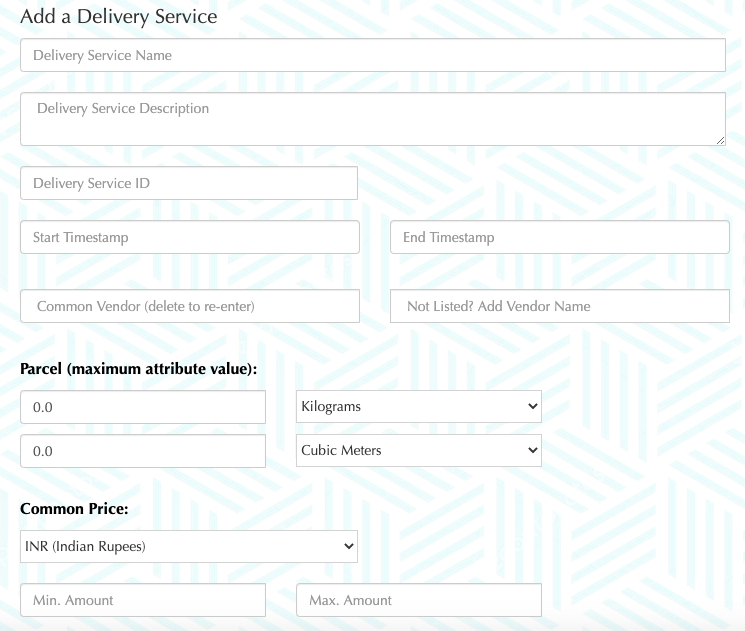 Add a Delivery Service
Delivery Service Name
Delivery Service Description
Delivery Service ID
Start Timestamp
End Timestamp
Common Vendor (delete to re-enter)
Not Listed? Add Vendor Name
Parcel (maximum attribute value):
0.0
Kilograms
0.0
Cubic Meters
Common Price:
INR (Indian Rupees)
Min. Amount
Max. Amount